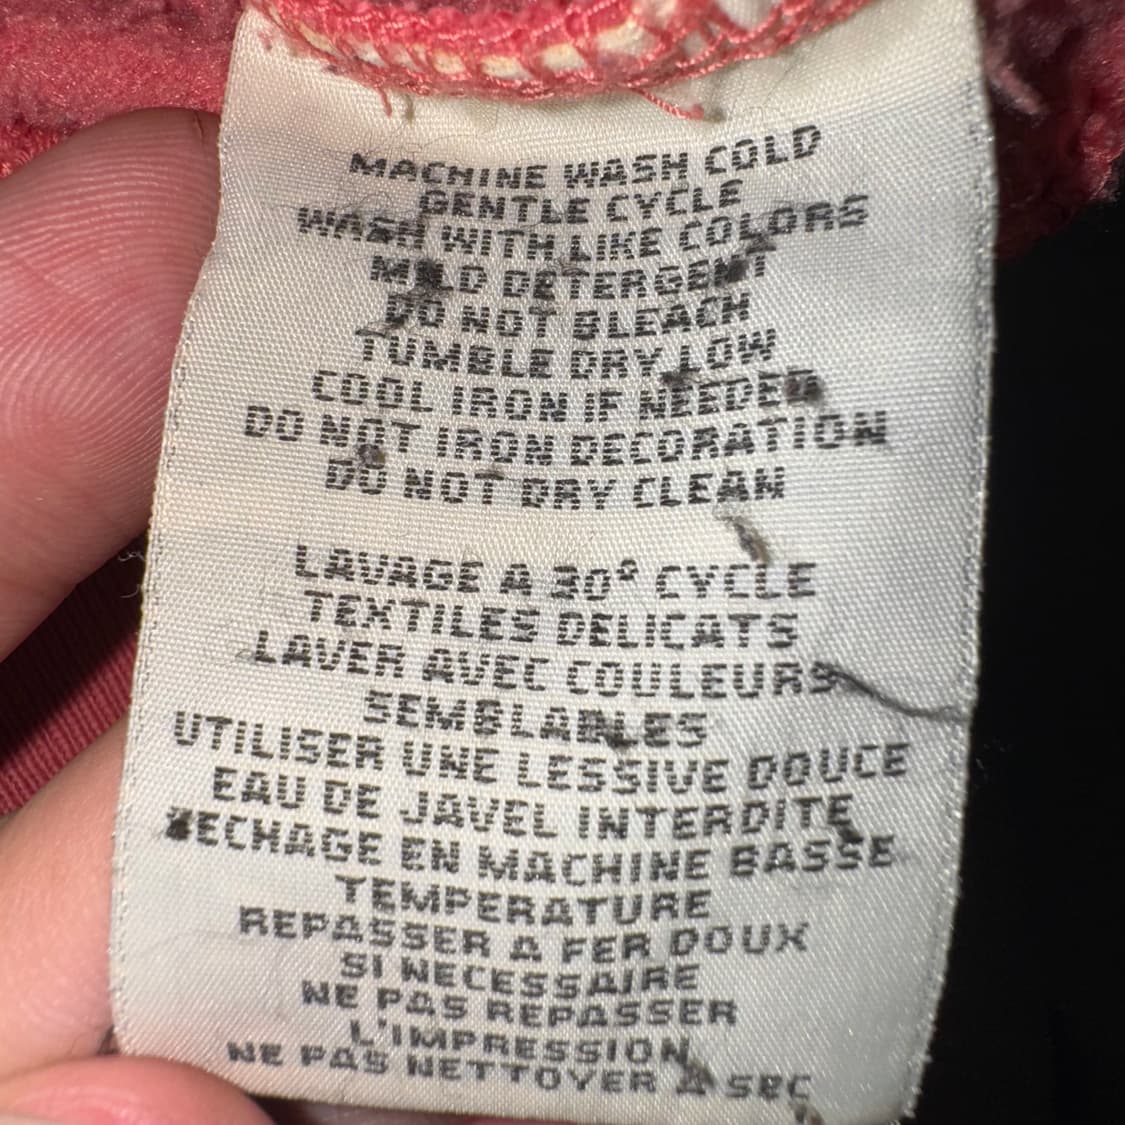 MACHINE WASH COLD
GENTLE CYCLE
WASH WITH LIKE COLORS
MILD DETERGENT
DO NOT BLEACH
TUMBLE DRY LOW
COOL IRON IF NEEDED
DO NOT IRON DECORATION
DO NOT DRY CLEAN
LAVAGE A 30° CYCLE
TEXTILES DELICATS
LAVER AVEC COULEURS
SEMBLABLES
UTILISER UNE LESSIVE DOUCE
EAU DE JAVEL INTERDITE
SECHAGE EN MACHINE BASSE
TEMPERATURE
REPASSER A FER DOUX
SI NECESSAIRE
NE PAS REPASSER
L'IMPRESSION
NE PAS NETTOYER A SEC